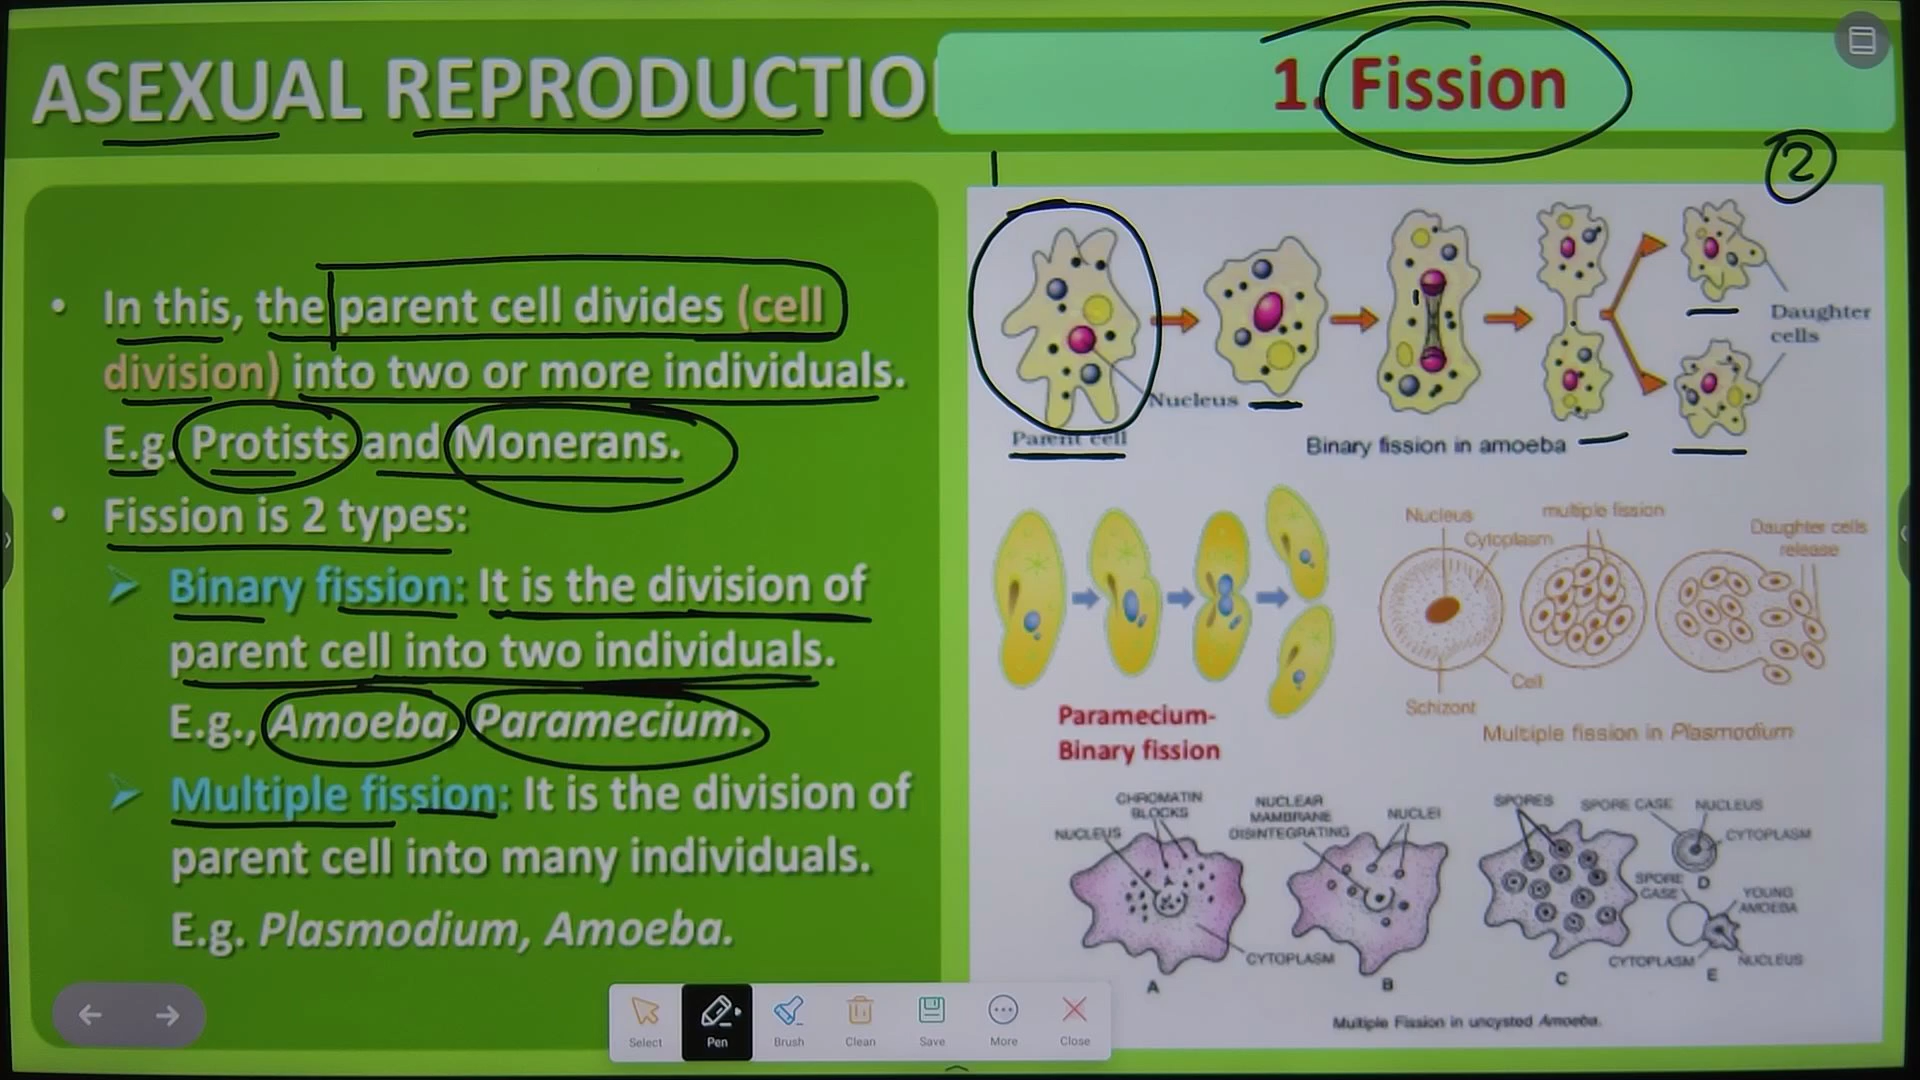 ASEXUAL REPRODUCTIO
1. Fission
2
• In this, the parent cell divides (cell
division) into two or more individuals.
E.g. Protists and Monerans.
• Fission is 2 types:
Binary fission: It is the division of
parent cell into two individuals.
E.g., Amoeba, Paramecium.
Multiple fission: It is the division of
parent cell into many individuals.
E.g. Plasmodium, Amoeba.
Nucleus
Parent cell
Daughter
cells
Binary fission in amoeba
Paramecium-
Binary fission
Nucleus
Cytoplasm
multiple fission
Daughter cells
release
Cell
Schizont
Multiple fission in Plasmodium
CHROMATIN
BLOCKS
NUCLEUS
NUCLEAR
MAMBRANE
DISINTEGRATING
NUCLEI
CYTOPLASM
A
B
SPORES
SPORE CASE
NUCLEUS
CYTOPLASM
D
SPORE
CASE
YOUNG
AMOEBA
CYTOPLASM
NUCLEUS
C
E
Multiple Fission in uncysted Amoeba.
Select
Pen
Brush
Clean
Save
More
Close